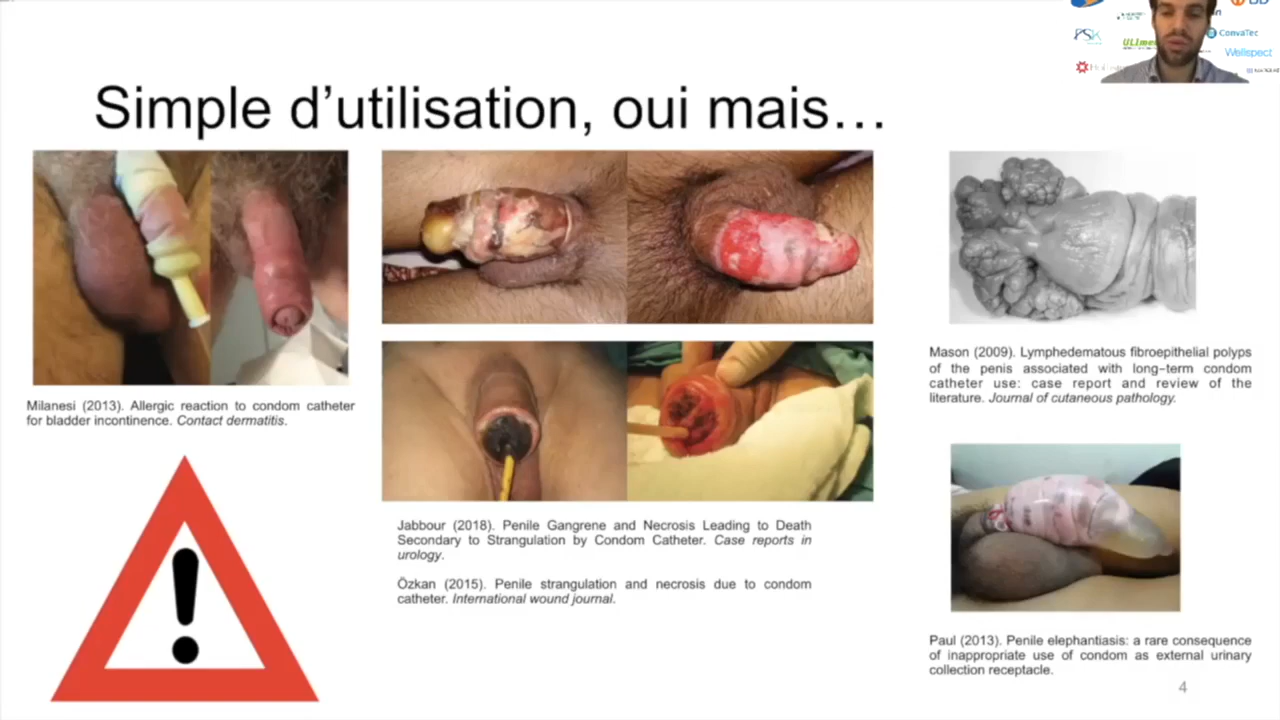 ConvaTec
Wellspect
Simple d’utilisation, oui mais…
Milanesi (2013). Allergic reaction to condom catheter
for bladder incontinence. Contact dermatitis.
Jabbour (2018). Penile Gangrene and Necrosis Leading to Death
Secondary to Strangulation by Condom Catheter. Case reports in
urology.
Özkan (2015). Penile strangulation and necrosis due to condom
catheter. International wound journal.
Mason (2009). Lymphedematous fibroepithelial polyps
of the penis associated with long–term condom
catheter use: case report and review of the
literature. Journal of cutaneous pathology.
Paul (2013). Penile elephantiasis: a rare consequence
of inappropriate use of condom as external urinary
collection receptacle.
4